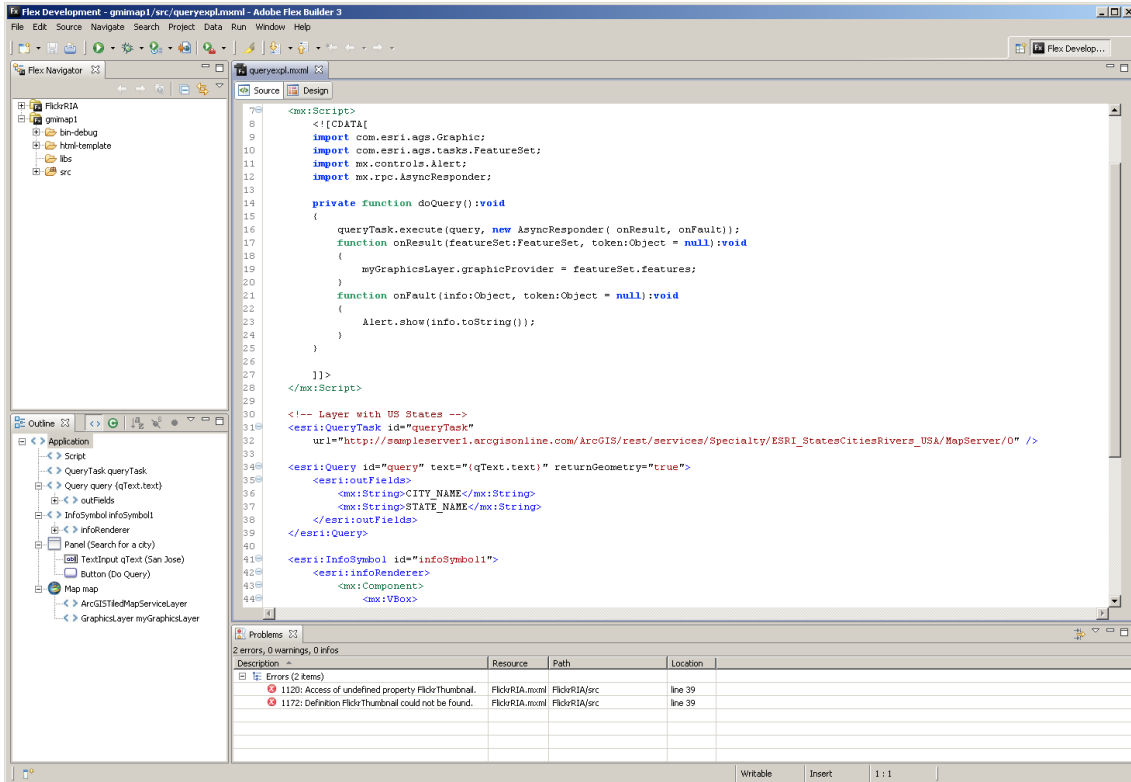 Flex Development - gmimap1/src/queryexpl.mxml - Adobe Flex Builder 3
File Edit Source Navigate Search Project Data Run Window Help
Flex Develop...
Flex Navigator
FlickrRIA
gmimap1
bin-debug
html-template
libs
src
Outline
Application
Script
QueryTask queryTask
Query query {qText.text}
outFields
InfoSymbol infoSymbol1
infoRenderer
Panel (Search for a city)
TextInput qText (San Jose)
Button (Do Query)
Map map
ArcGISTiledMapServiceLayer
GraphicsLayer myGraphicsLayer
queryexpl.mxml
Source Design
7 <mx:Script>
8 <![CDATA[
9 import com.esri.ags.Graphic;
10 import com.esri.ags.tasks.FeatureSet;
11 import mx.controls.Alert;
12 import mx.rpc.AsyncResponder;
13
14 private function doQuery():void
15 {
16 queryTask.execute(query, new AsyncResponder( onResult, onFault));
17 function onResult(featureSet:FeatureSet, token:Object = null):void
18 {
19 myGraphicsLayer.graphicProvider = featureSet.features;
20 }
21 function onFault(info:Object, token:Object = null):void
22 {
23 Alert.show(info.toString());
24 }
25 }
26
27 ]]>
28 </mx:Script>
29
30 <!-- Layer with US States -->
31 <esri:QueryTask id="queryTask"
32 url="http://sampleserver1.arcgisonline.com/ArcGIS/rest/services/Specialty/ESRI_StatesCitiesRivers_USA/MapServer/0" />
33
34 <esri:Query id="query" text="{qText.text}" returnGeometry="true">
35 <esri:outFields>
36 <mx:String>CITY_NAME</mx:String>
37 <mx:String>STATE_NAME</mx:String>
38 </esri:outFields>
39 </esri:Query>
40
41 <esri:InfoSymbol id="infoSymbol1">
42 <esri:infoRenderer>
43 <mx:Component>
44 <mx:VBox>
Problems
2 errors, 0 warnings, 0 infos
Description Resource Path Location
Errors (2 items)
1120: Access of undefined property FlickrThumbnail. FlickrRIA.mxml FlickrRIA/src line 39
1172: Definition FlickrThumbnail could not be found. FlickrRIA.mxml FlickrRIA/src line 39
Writable Insert 1 : 1